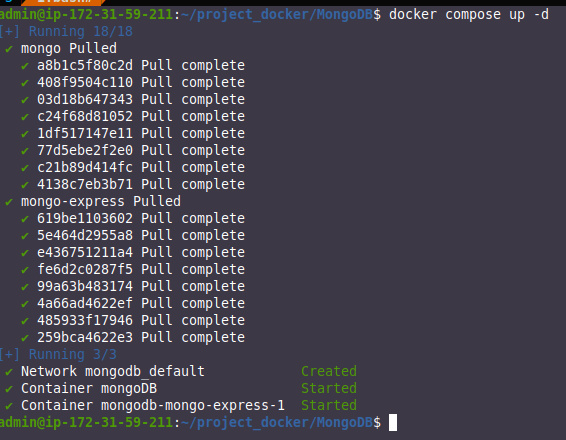 admin@ip-172-31-59-211:~/project_docker/MongoDB$ docker compose up -d
[+] Running 18/18
✔ mongo Pulled
✔ a8b1c5f80c2d Pull complete
✔ 408f9504c110 Pull complete
✔ 03d18b647343 Pull complete
✔ c24f68d81052 Pull complete
✔ 1df517147e11 Pull complete
✔ 77d5ebe2f2e0 Pull complete
✔ c21b89d414fc Pull complete
✔ 4138c7eb3b71 Pull complete
✔ mongo-express Pulled
✔ 619be1103602 Pull complete
✔ 5e464d2955a8 Pull complete
✔ e436751211a4 Pull complete
✔ fe6d2c0287f5 Pull complete
✔ 99a63b483174 Pull complete
✔ 4a66ad4622ef Pull complete
✔ 485933f17946 Pull complete
✔ 259bca4622e3 Pull complete
[+] Running 3/3
✔ Network mongodb_default Created
✔ Container mongoDB Started
✔ Container mongodb-mongo-express-1 Started
admin@ip-172-31-59-211:~/project_docker/MongoDB$